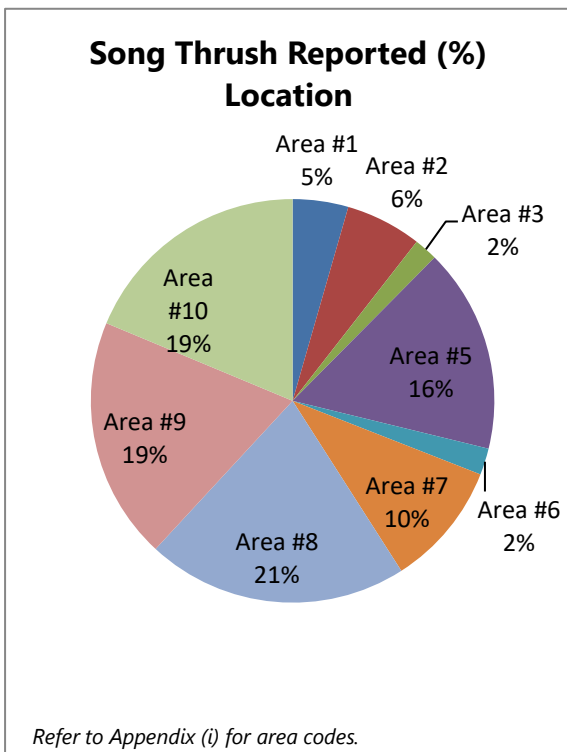 Song Thrush Reported (%)
Location
Area #1
5%
Area #2
6%
Area #3
2%
Area #5
16%
Area #6
2%
Area #7
10%
Area #8
21%
Area #9
19%
Area
#10
19%
Refer to Appendix (i) for area codes.